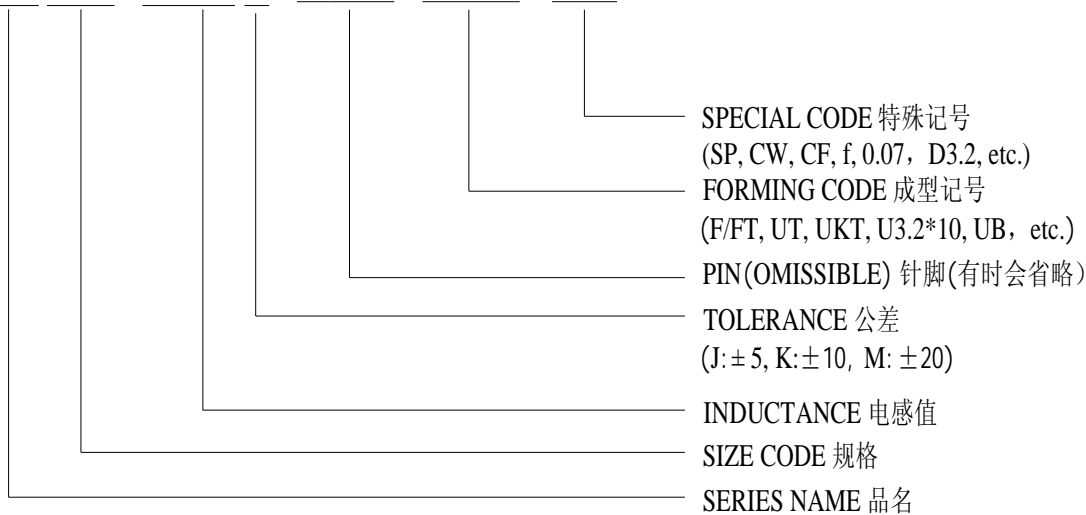 SPECIAL CODE 特殊记号
(SP, CW, CF, f, 0.07，D3.2, etc.)
FORMING CODE 成型记号
(F/FT, UT, UKT, U3.2*10, UB，etc.)
PIN(OMISSIBLE) 针脚(有时会省略）
TOLERANCE 公差
(J:±5, K:±10, M: ±20)
INDUCTANCE 电感值
SIZE CODE 规格
SERIES NAME 品名